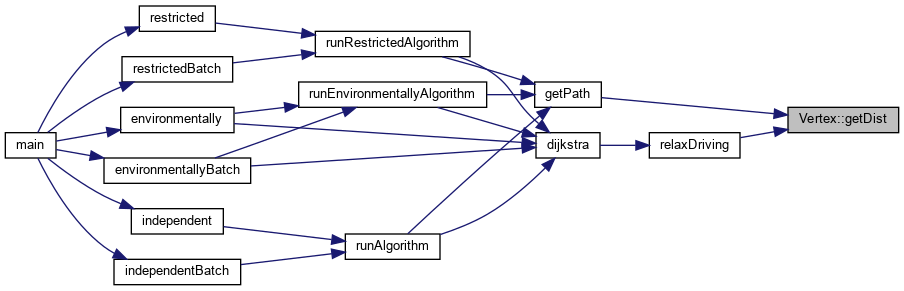 restricted
runRestrictedAlgorithm
restrictedBatch
runEnvironmentallyAlgorithm
getPath
environmentally
Vertex::getDist
main
dijkstra
relaxDriving
environmentallyBatch
independent
runAlgorithm
independentBatch